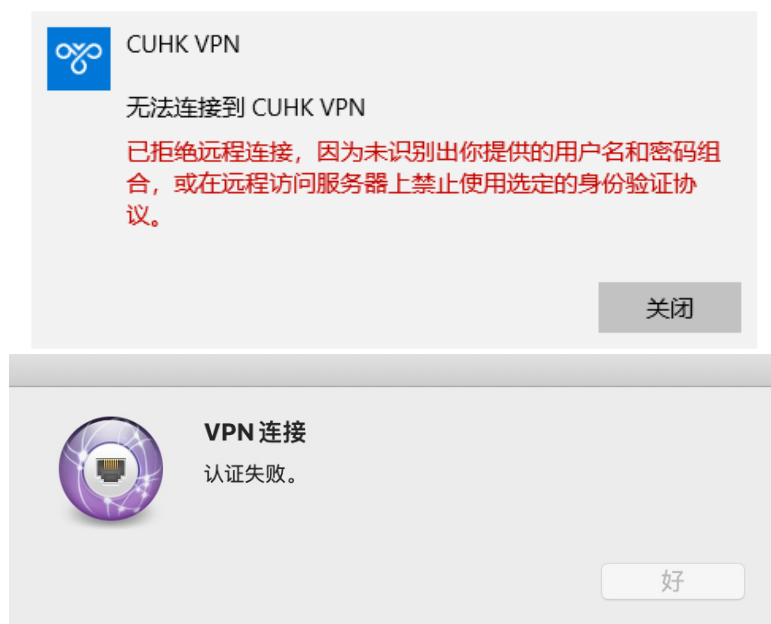 CUHK VPN
无法连接到 CUHK VPN
已拒绝远程连接，因为未识别出你提供的用户名和密码组
合，或在远程访问服务器上禁止使用选定的身份验证协
议。
关闭
VPN 连接
认证失败。
好